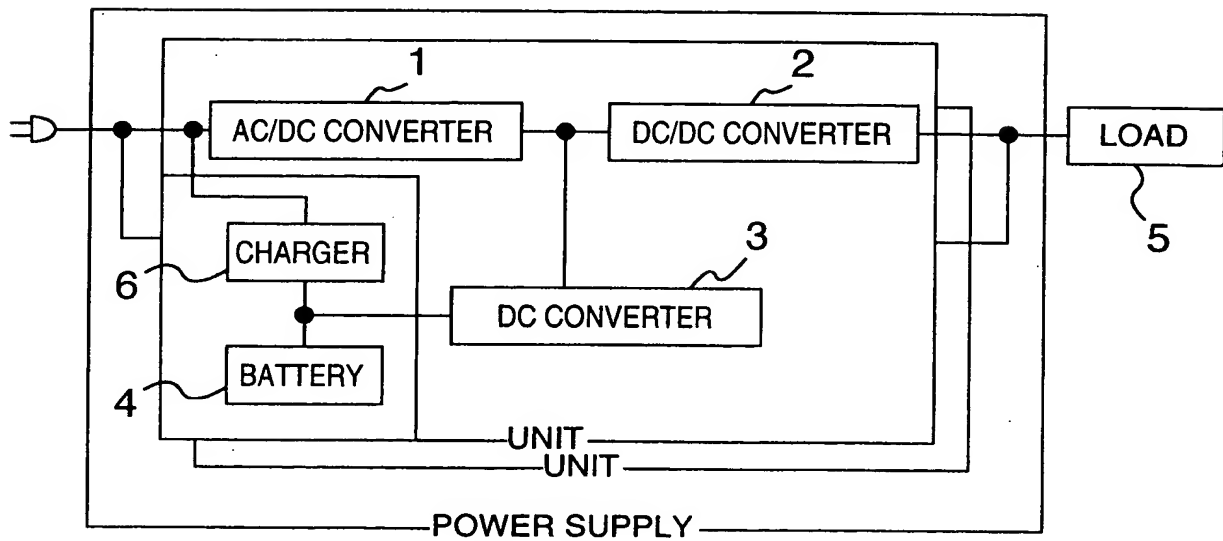 1
2
AC/DC CONVERTER
DC/DC CONVERTER
LOAD
5
CHARGER
6
3
DC CONVERTER
BATTERY
4
UNIT
UNIT
POWER SUPPLY